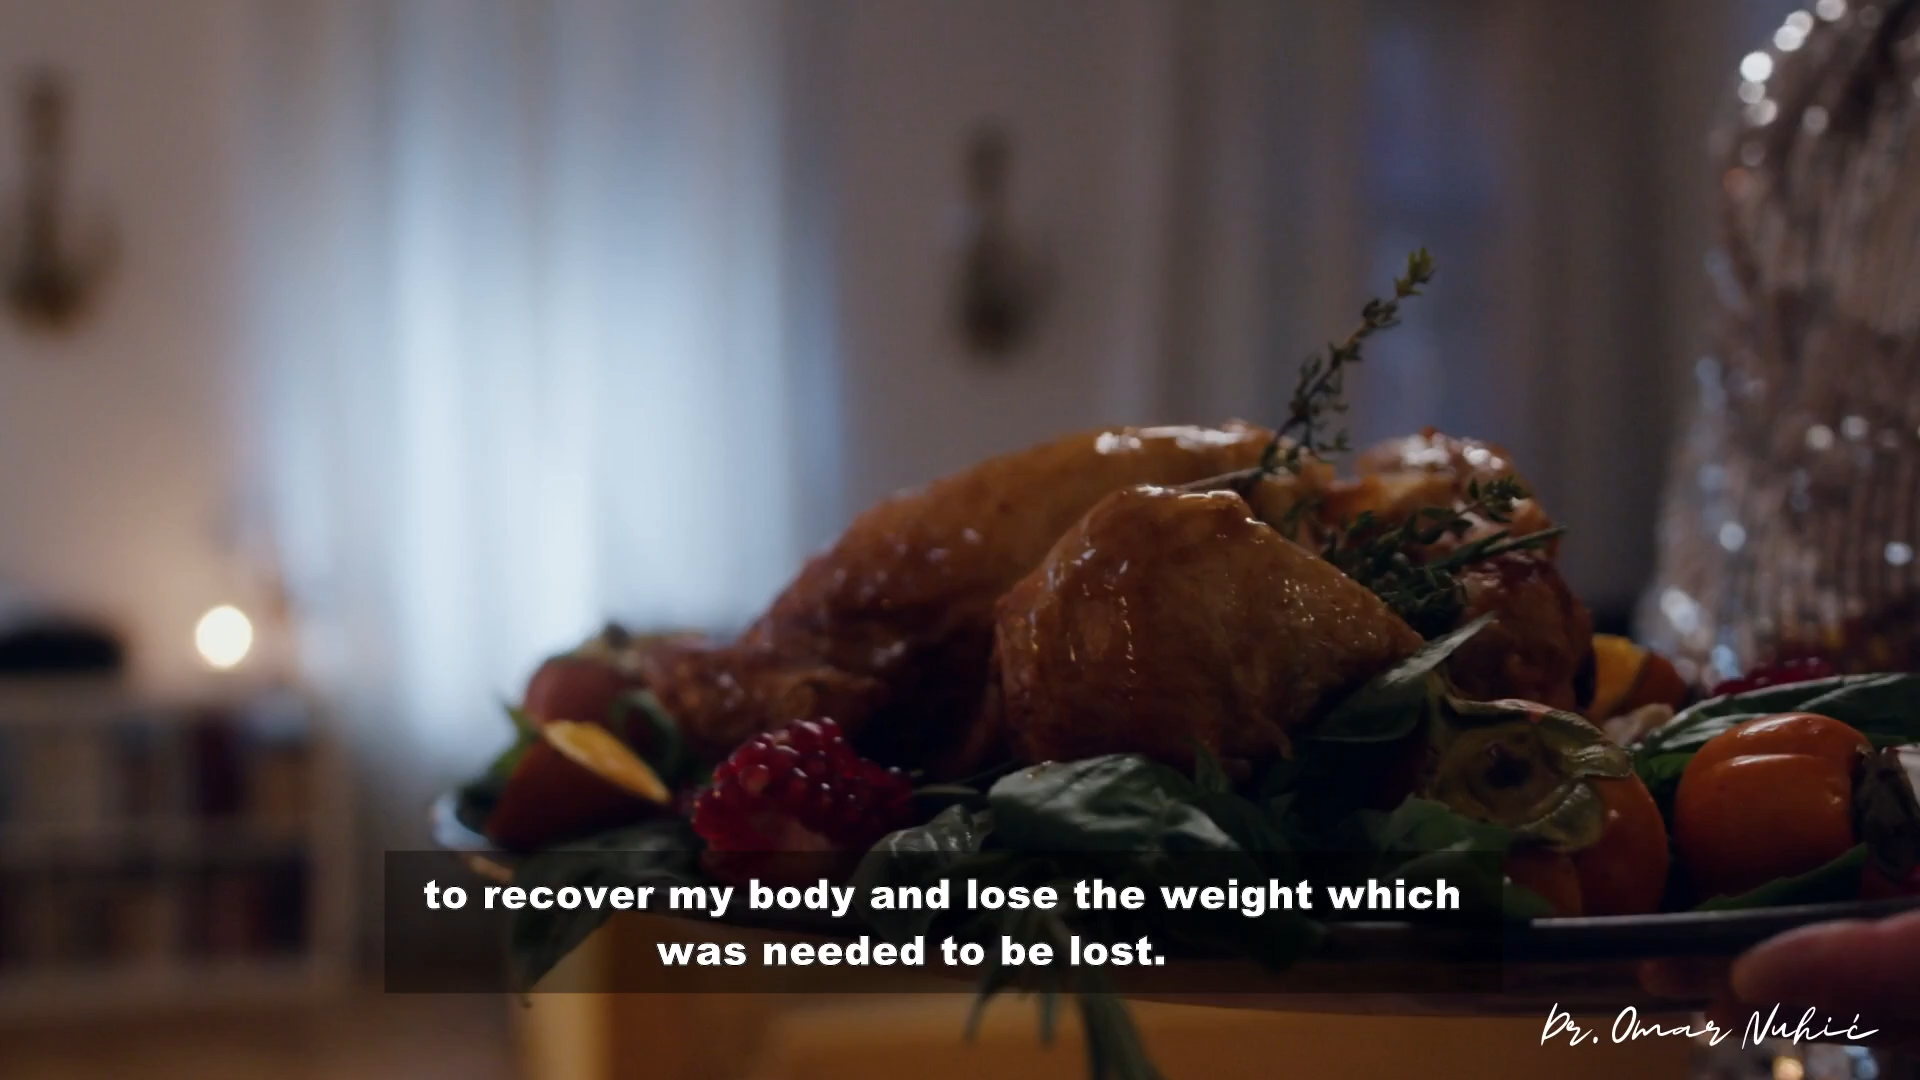 to recover my body and lose the weight which
was needed to be lost.
Dr. Omar Nuhić